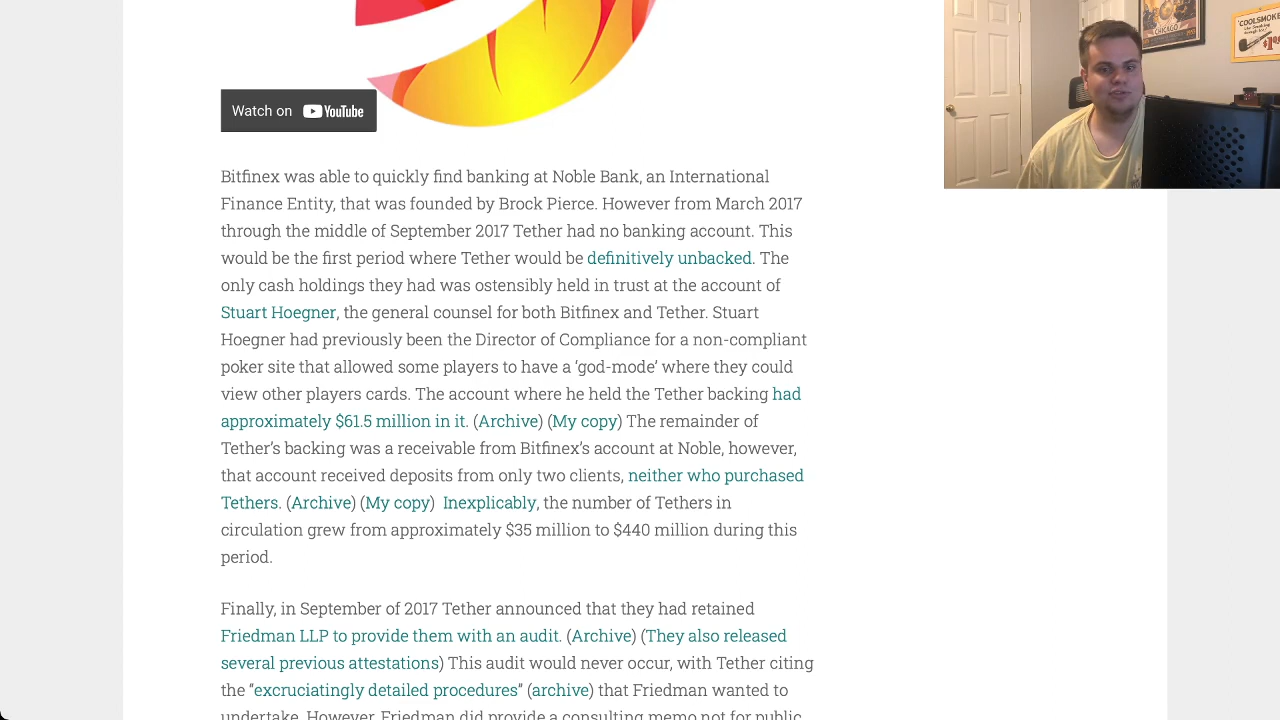 Watch on YouTube
Bitfinex was able to quickly find banking at Noble Bank, an International
Finance Entity, that was founded by Brock Pierce. However from March 2017
through the middle of September 2017 Tether had no banking account. This
would be the first period where Tether would be definitively unbacked. The
only cash holdings they had was ostensibly held in trust at the account of
Stuart Hoegner, the general counsel for both Bitfinex and Tether. Stuart
Hoegner had previously been the Director of Compliance for a non-compliant
poker site that allowed some players to have a ‘god-mode’ where they could
view other players cards. The account where he held the Tether backing had
approximately $61.5 million in it. (Archive) (My copy) The remainder of
Tether’s backing was a receivable from Bitfinex’s account at Noble, however,
that account received deposits from only two clients, neither who purchased
Tethers. (Archive) (My copy) Inexplicably, the number of Tethers in
circulation grew from approximately $35 million to $440 million during this
period.
Finally, in September of 2017 Tether announced that they had retained
Friedman LLP to provide them with an audit. (Archive) (They also released
several previous attestations) This audit would never occur, with Tether citing
the “excruciatingly detailed procedures” (archive) that Friedman wanted to
undertake. However, Friedman did provide a consulting memo not for public
CHICAGO
"COOLSMOKE